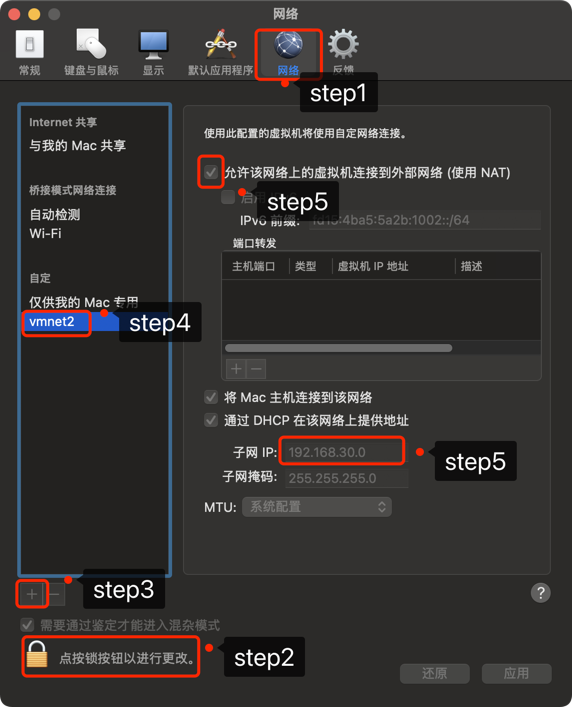 网络
常规
键盘与鼠标
显示
默认应用程序
网络
反馈
step1
Internet 共享
与我的 Mac 共享
桥接模式网络连接
自动检测
Wi-Fi
自定
仅供我的 Mac 专用
vmnet2
step4
使用此配置的虚拟机将使用自定网络连接。
允许该网络上的虚拟机连接到外部网络 (使用 NAT)
启用
step5
IPv6 前缀: fd15:4ba5:5a2b:1002::/64
端口转发
主机端口 类型 虚拟机 IP 地址 描述
+ −
将 Mac 主机连接到该网络
通过 DHCP 在该网络上提供地址
子网 IP: 192.168.30.0
step5
子网掩码: 255.255.255.0
MTU: 系统配置
+ −
step3
?
需要通过鉴定才能进入混杂模式
点按锁按钮以进行更改。
step2
还原
应用